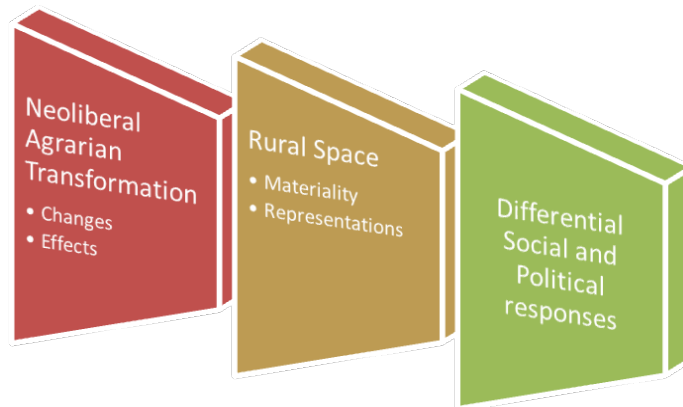 Neoliberal
Agrarian
Transformation
• Changes
• Effects
Rural Space
• Materiality
• Representations
Differential
Social and
Political
responses